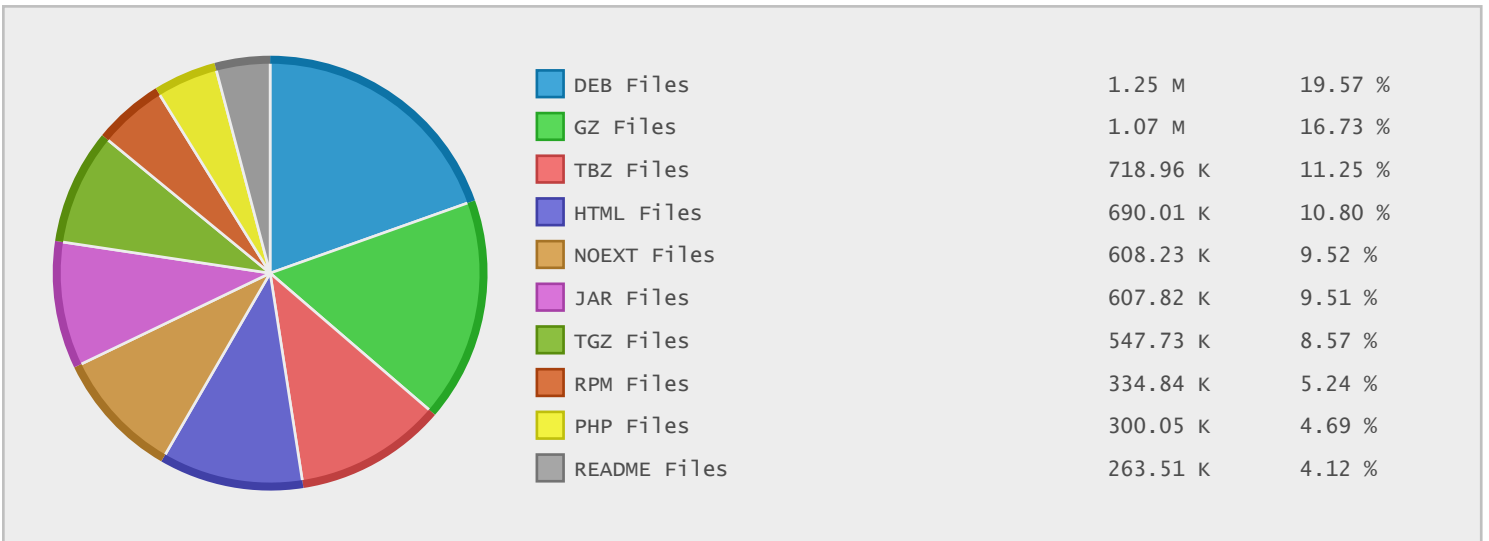 DEB Files 1.25 M 19.57 %
GZ Files 1.07 M 16.73 %
TBZ Files 718.96 K 11.25 %
HTML Files 690.01 K 10.80 %
NOEXT Files 608.23 K 9.52 %
JAR Files 607.82 K 9.51 %
TGZ Files 547.73 K 8.57 %
RPM Files 334.84 K 5.24 %
PHP Files 300.05 K 4.69 %
README Files 263.51 K 4.12 %